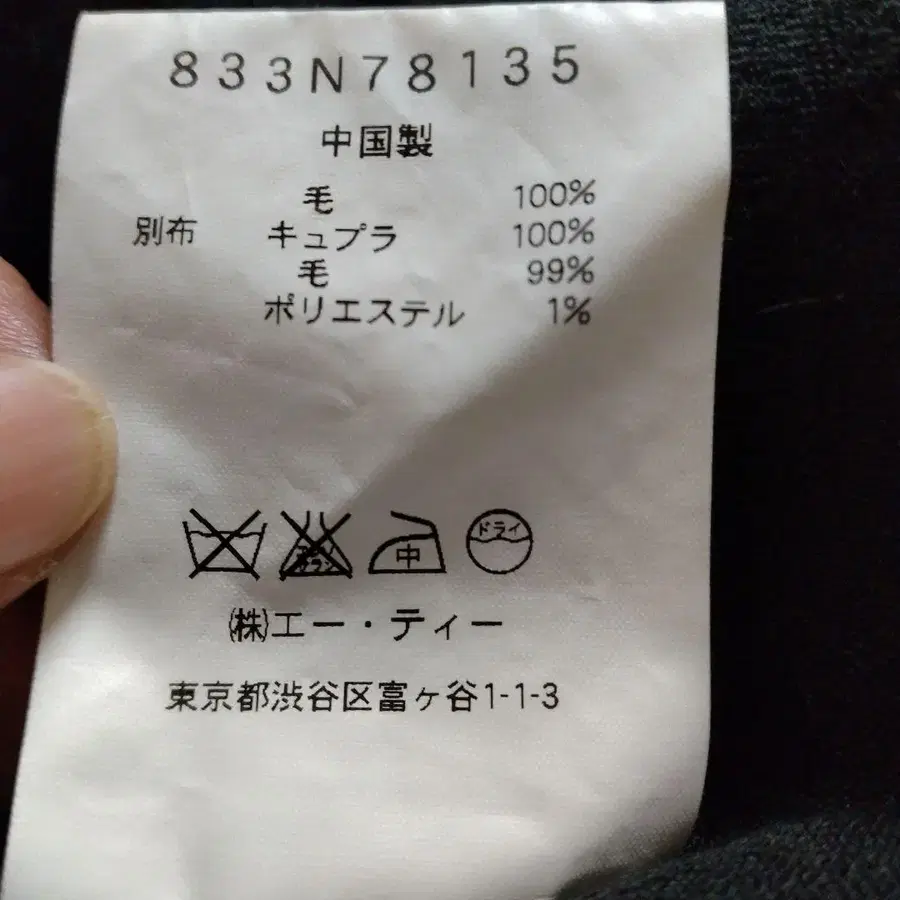 833N78135
中国製
毛 100%
別布 キュプラ 100%
毛 99%
ポリエステル 1%
中 ドライ
㈱エー・ティー
東京都渋谷区富ヶ谷1-1-3